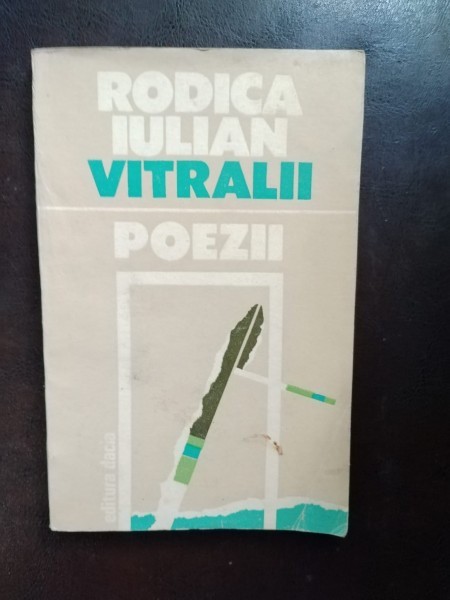 RODICA
IULIAN
VITRALII
POEZII
editura dacia